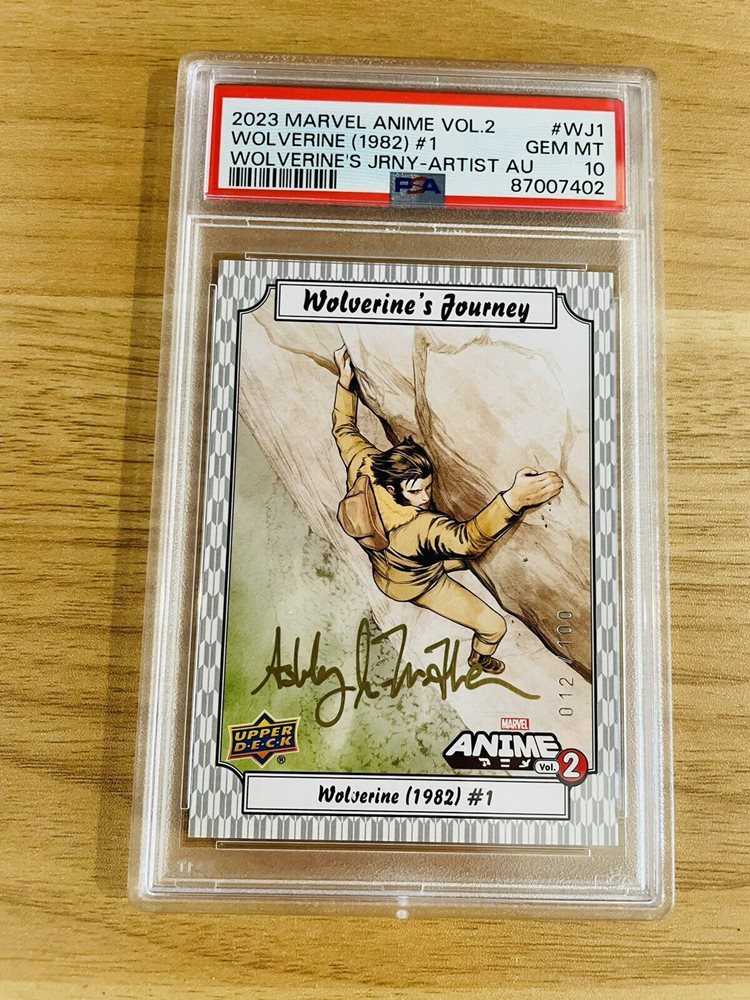 2023 MARVEL ANIME VOL.2 #WJ1
WOLVERINE (1982) #1 GEM MT
WOLVERINE'S JRNY-ARTIST AU 10
PSA 87007402
Wolverine's Journey
012 / 100
UPPER
D·E·C·K
®
MARVEL
ANIME
アニメ Vol. 2
Wolverine (1982) #1